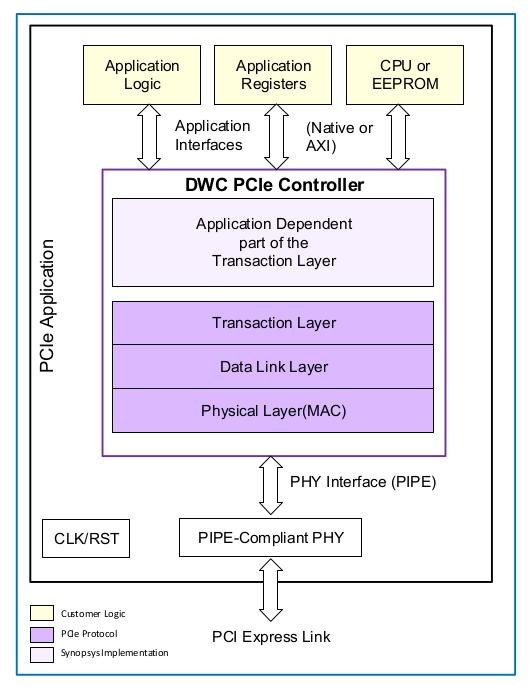 Application
Logic
Application
Registers
CPU or
EEPROM
Application
Interfaces
(Native or
AXI)
DWC PCIe Controller
Application Dependent
part of the
Transaction Layer
Transaction Layer
Data Link Layer
Physical Layer(MAC)
PCIe Application
PHY Interface (PIPE)
CLK/RST
PIPE-Compliant PHY
PCI Express Link
Customer Logic
PCIe Protocol
Synopsys Implementation